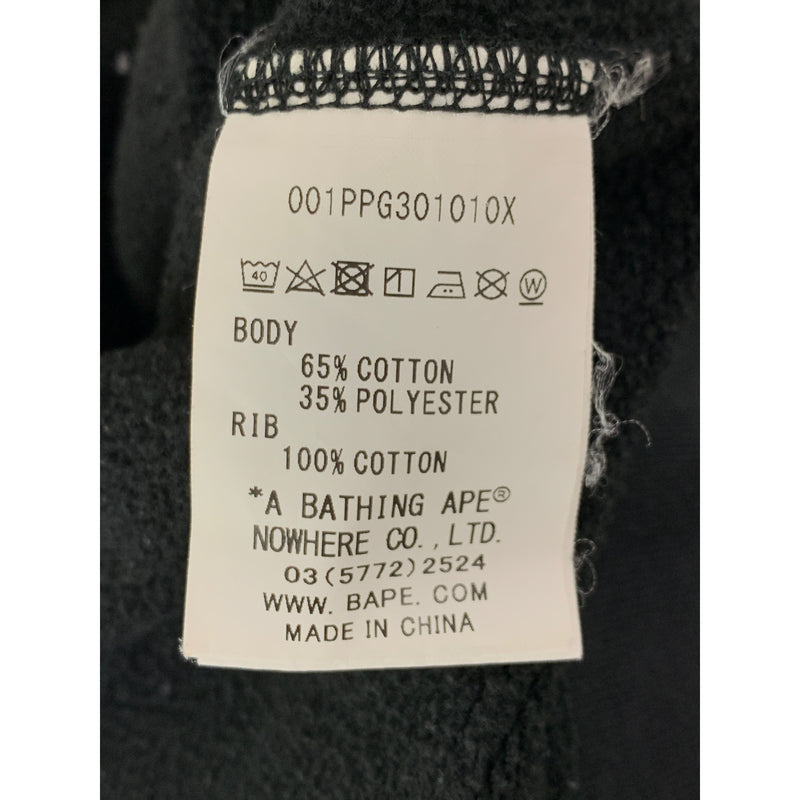 001PPG301010X
40 W
BODY
65% COTTON
35% POLYESTER
RIB
100% COTTON
*A BATHING APE®
NOWHERE CO.,LTD.
03(5772)2524
WWW. BAPE. COM
MADE IN CHINA